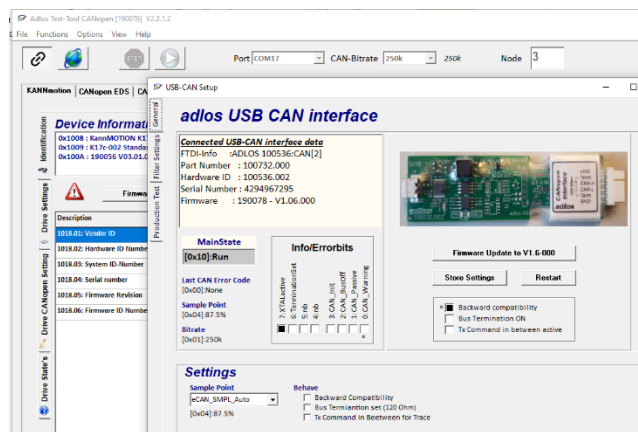 Adlos Test-Tool CANopen [190076] V2.2.1.2
File Functions Options View Help
Port COM17 CAN-Bitrate 250k 250k Node 3
KANNmotion CANopen EDS
USB-CAN Setup
Identification
Drive Settings
Drive CANopen Setting
Drive State's
Device Informati
0x1008 : KannMOTION K1
0x1009 : K17c-002 Standa
0x100A : 190056 V03.01.0
Firmwa
Description
1018.01: Vendor ID
1018.02: Hardware ID Numbe
1018.03: System ID-Number
1018.04: Serial number
1018.05: Firmware Revision
1018.06: Firmware ID Numbe
General
Filter Settings
Production Test
adlos USB CAN interface
Connected USB-CAN interface data
FTDI-Info :ADLOS 100536:CAN[2]
Part Number : 100732.000
Hardware ID : 100536.002
Serial Number : 4294967295
Firmware : 190078 - V1.06.000
MainState
[0x10]:Run
Last CAN Error Code
[0x00]:None
Sample Point
[0x04]:87.5%
Bitrate
[0x01]:250k
Info/Errorbits
7:XTALactive
6:TerminationSet
5:nb
4:nb
3:CAN_Init
2:CAN_BusOff
1:CAN_Passive
0:CAN_Warning
CANopen
adlos
Firmware Update to V1.6-000
Store Settings Restart
Backward compatibility
Bus Termination ON
Tx Command in between active
Settings
Sample Point
eCAN_SMPL_Auto
[0x04]:87.5%
Behave
Backward Compatibility
Bus Termiantion set (120 Ohm)
Tx Command in Beetween for Trace